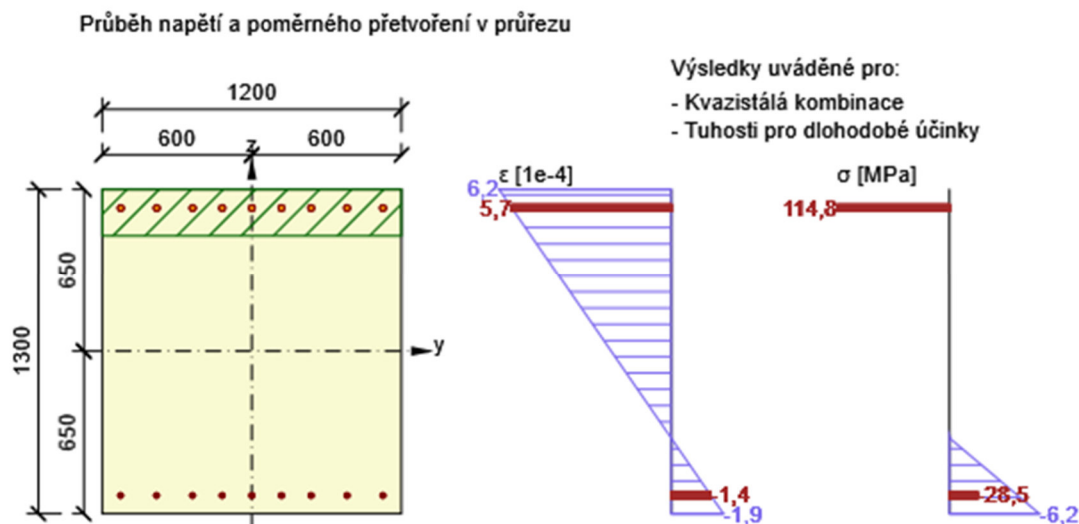 Průběh napětí a poměrného přetvoření v průřezu
Výsledky uváděné pro:
- Kvazistálá kombinace
- Tuhosti pro dlohodobé účinky
1200
600
z
600
ε [1e-4]
σ [MPa]
6,2
5,7
114,8
650
1300
y
650
-1,4
-28,5
-1,9
-6,2